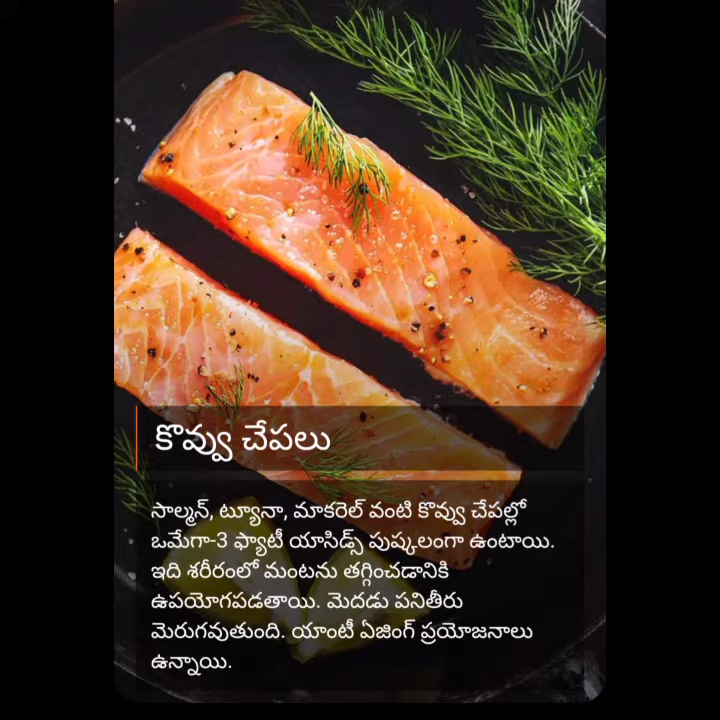 కొవ్వు చేపలు
సాల్మన్, ట్యూనా, మాకరెల్ వంటి కొవ్వు చేపల్లో
ఒమేగా-3 ఫ్యాటీ యాసిడ్స్ పుష్కలంగా ఉంటాయి.
ఇది శరీరంలో మంటను తగ్గించడానికి
ఉపయోగపడతాయి. మెదడు పనితీరు
మెరుగవుతుంది. యాంటీ ఏజింగ్ ప్రయోజనాలు
ఉన్నాయి.